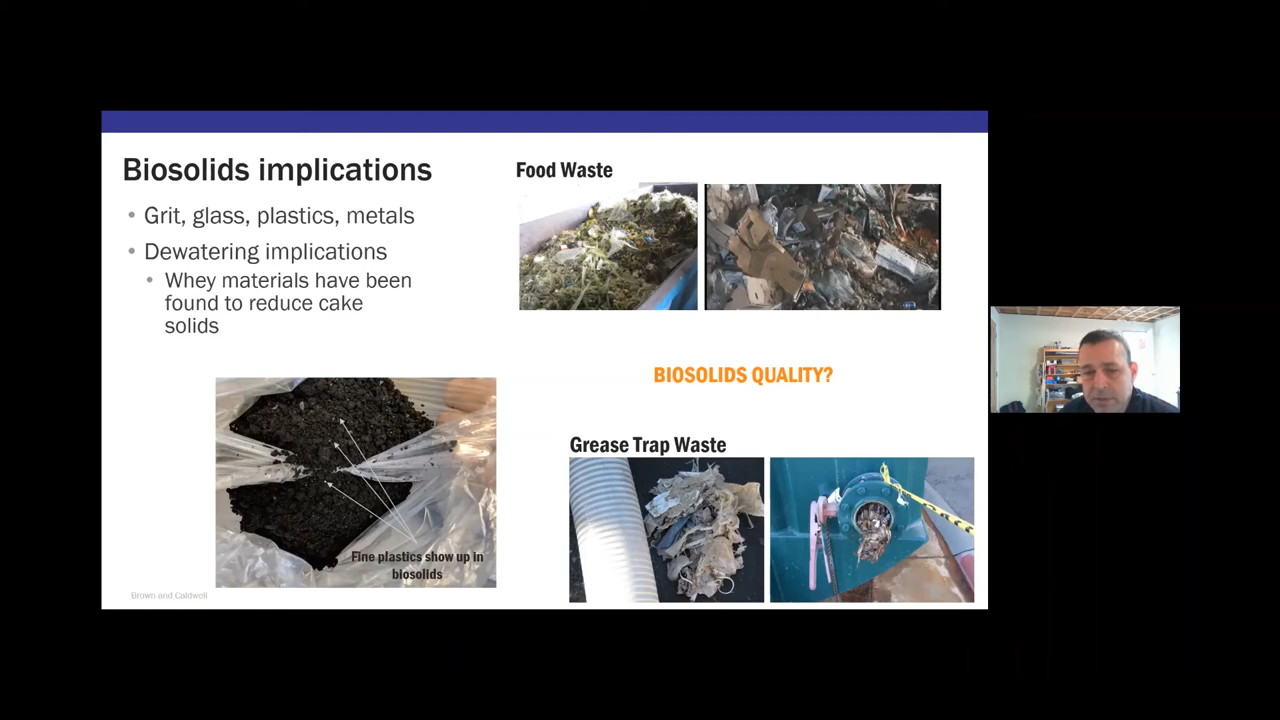 Biosolids implications
• Grit, glass, plastics, metals
• Dewatering implications
• Whey materials have been
found to reduce cake
solids
Fine plastics show up in
biosolids
Brown and Caldwell
Food Waste
BIOSOLIDS QUALITY?
Grease Trap Waste